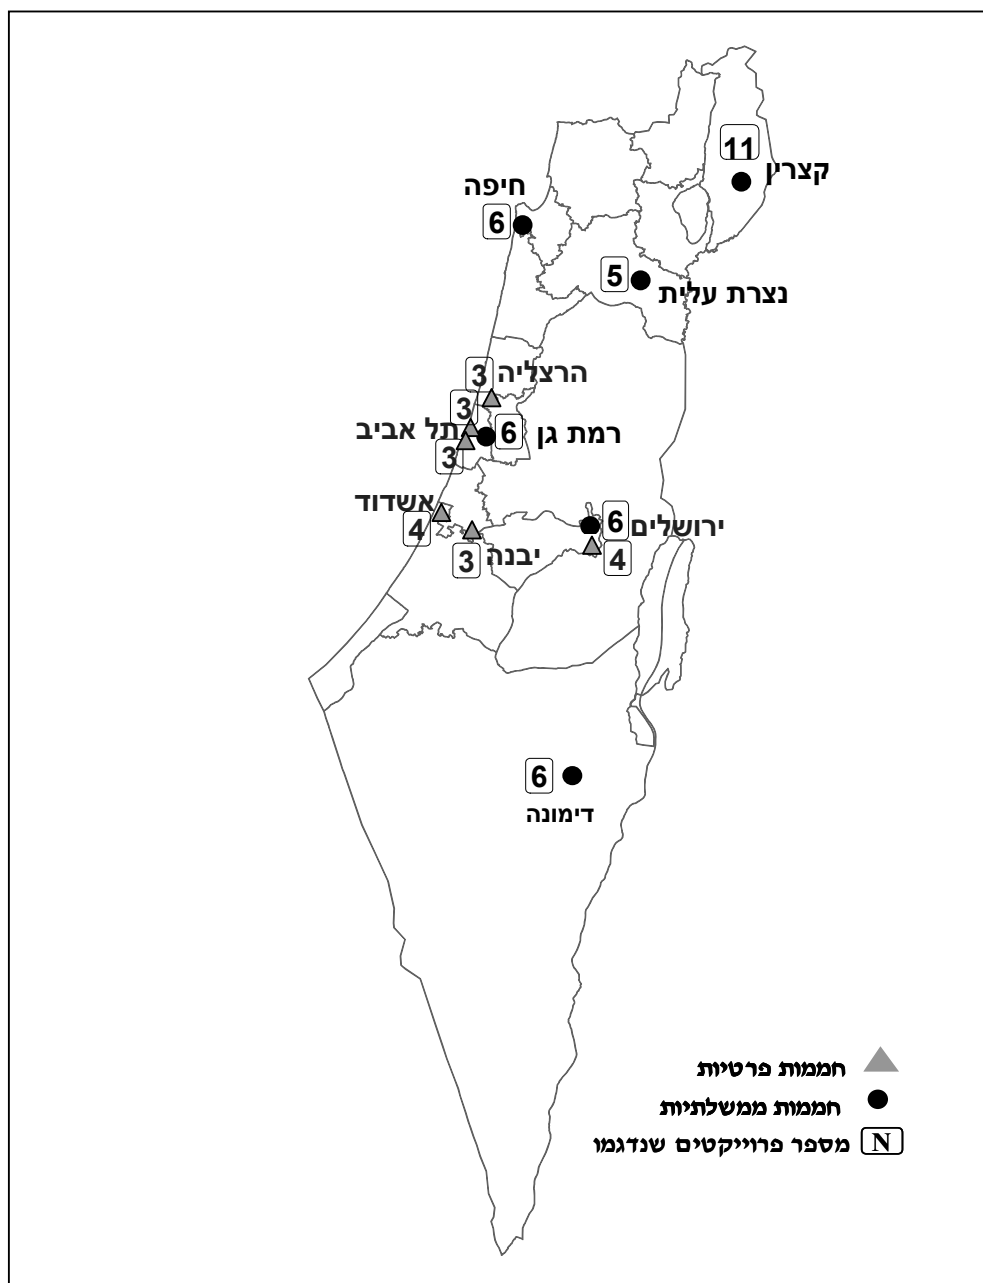 11
קצרין
חיפה
6
5
נצרת עלית
3
הרצליה
3
תל אביב
6
רמת גן
3
אשדוד
4
6
ירושלים
3
יבנה
4
6
דימונה
חממות פרטיות
חממות ממשלתיות
N מספר פרוייקטים שנדגמו